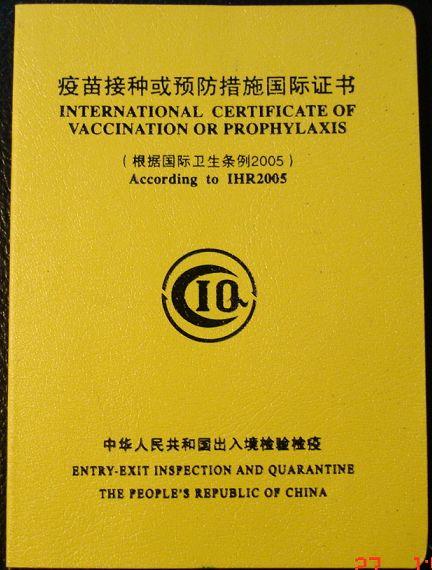 疫苗接种或预防措施国际证书
INTERNATIONAL CERTIFICATE OF
VACCINATION OR PROPHYLAXIS
(根据国际卫生条例2005)
According to IHR2005
CIQ
中华人民共和国出入境检验检疫
ENTRY-EXIT INSPECTION AND QUARANTINE
THE PEOPLE'S REPUBLIC OF CHINA